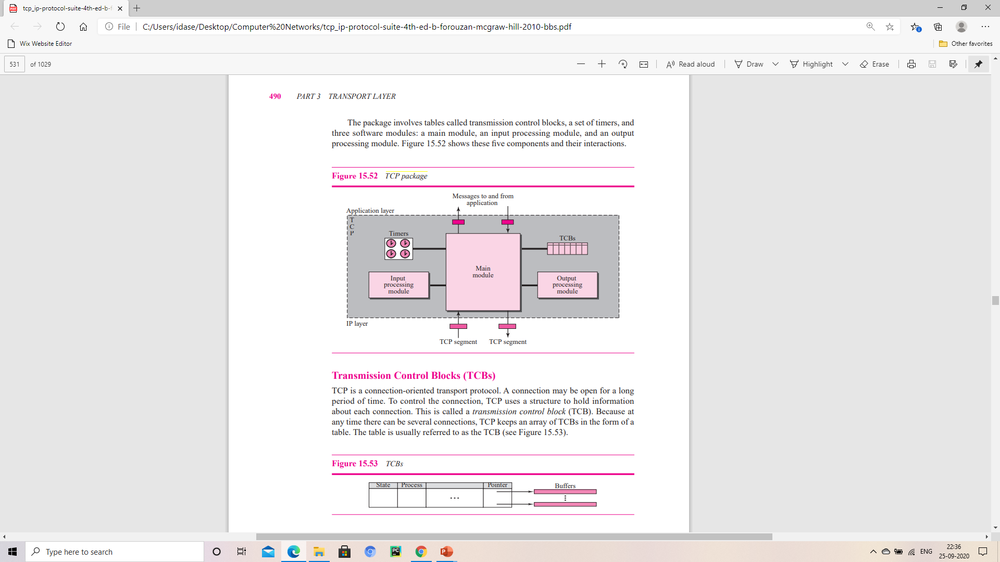 tcp_ip-protocol-suite-4th-ed-b-f
File
C:/Users/idase/Desktop/Computer%20Networks/tcp_ip-protocol-suite-4th-ed-b-forouzan-mcgraw-hill-2010-bbs.pdf
Wix Website Editor
Other favorites
531 of 1029
Read aloud
Draw
Highlight
Erase
490 PART 3 TRANSPORT LAYER
The package involves tables called transmission control blocks, a set of timers, and
three software modules: a main module, an input processing module, and an output
processing module. Figure 15.52 shows these five components and their interactions.
Figure 15.52 TCP package
Messages to and from
application
Application layer
T
C
P
Timers
TCBs
Main
module
Input
processing
module
Output
processing
module
IP layer
TCP segment
TCP segment
Transmission Control Blocks (TCBs)
TCP is a connection-oriented transport protocol. A connection may be open for a long
period of time. To control the connection, TCP uses a structure to hold information
about each connection. This is called a transmission control block (TCB). Because at
any time there can be several connections, TCP keeps an array of TCBs in the form of a
table. The table is usually referred to as the TCB (see Figure 15.53).
Figure 15.53 TCBs
State Process Pointer
...
Buffers
Type here to search
ENG
22:36
25-09-2020